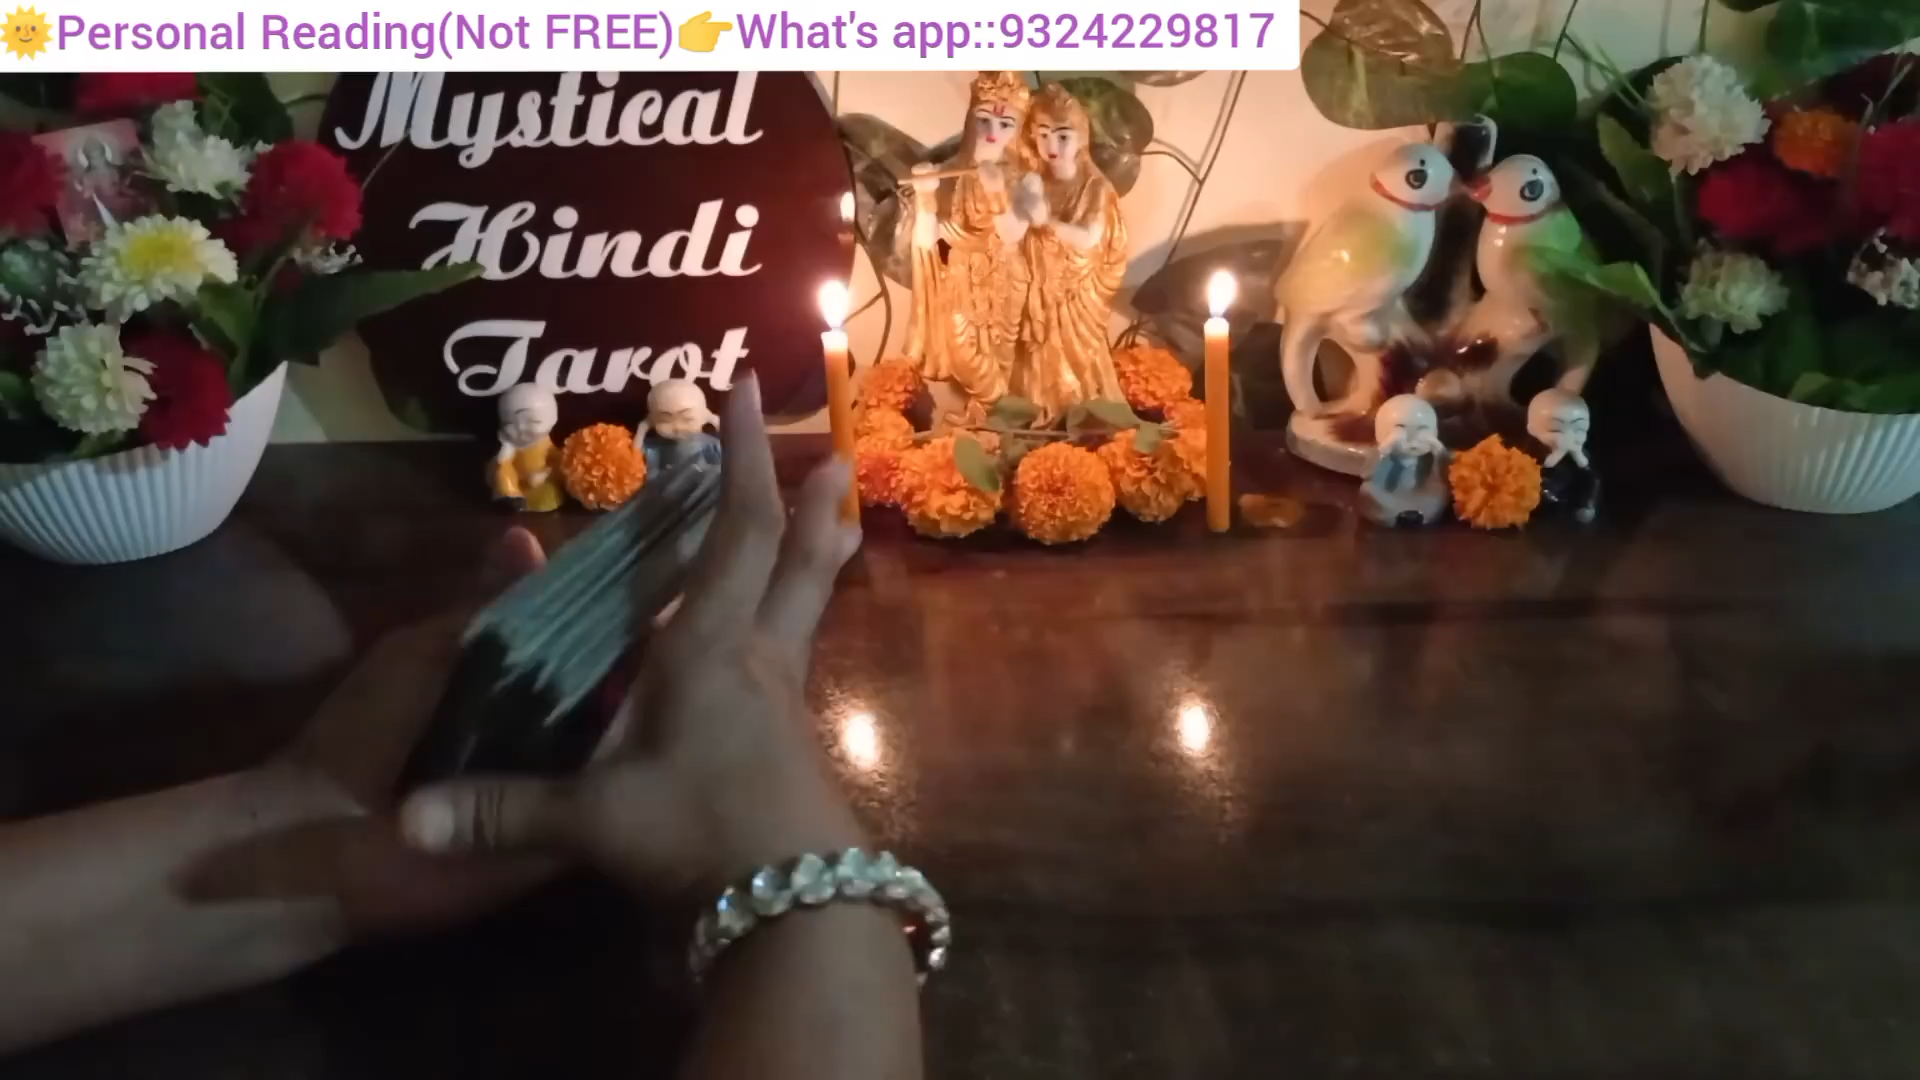 🌞Personal Reading(Not FREE)👉What's app::9324229817
Mystical
Hindi
Tarot